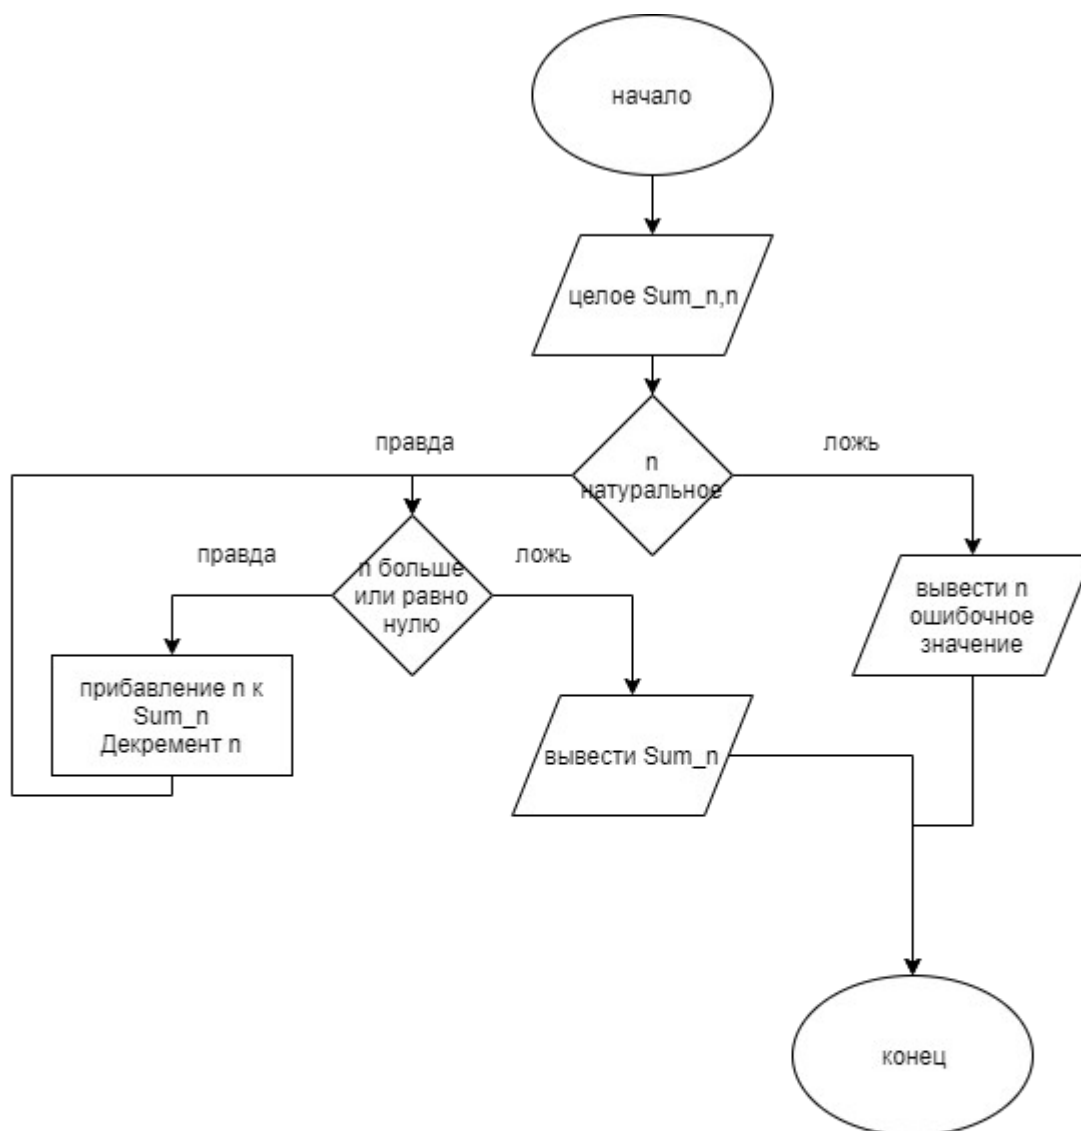 начало
целое Sum_n,n
правда
ложь
n
натуральное
правда
n больше
или равно
нулю
ложь
вывести n
ошибочное
значение
прибавление n к
Sum_n
Декремент n
вывести Sum_n
конец